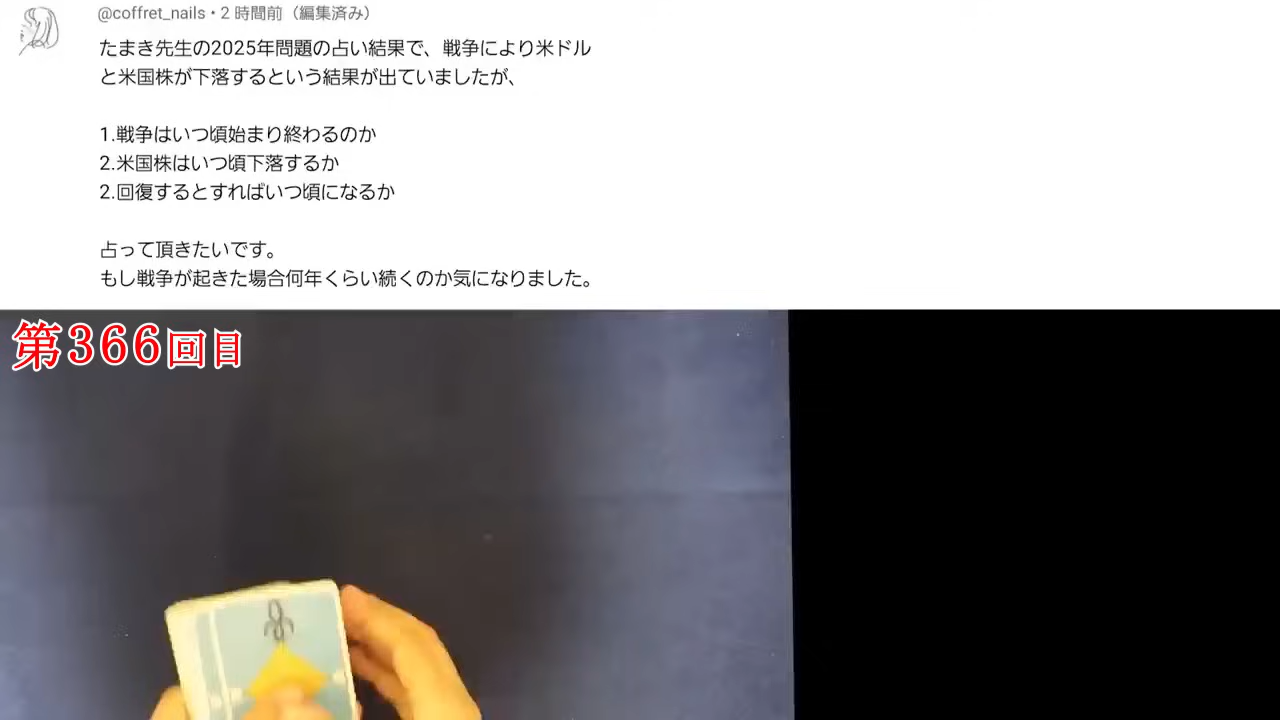 @coffret_nails • 2 時間前（編集済み）
たまき先生の2025年問題の占い結果で、戦争により米ドル
と米国株が下落するという結果が出ていましたが、
1.戦争はいつ頃始まり終わるのか
2.米国株はいつ頃下落するか
2.回復するとすればいつ頃になるか
占って頂きたいです。
もし戦争が起きた場合何年くらい続くのか気になりました。
第366回目